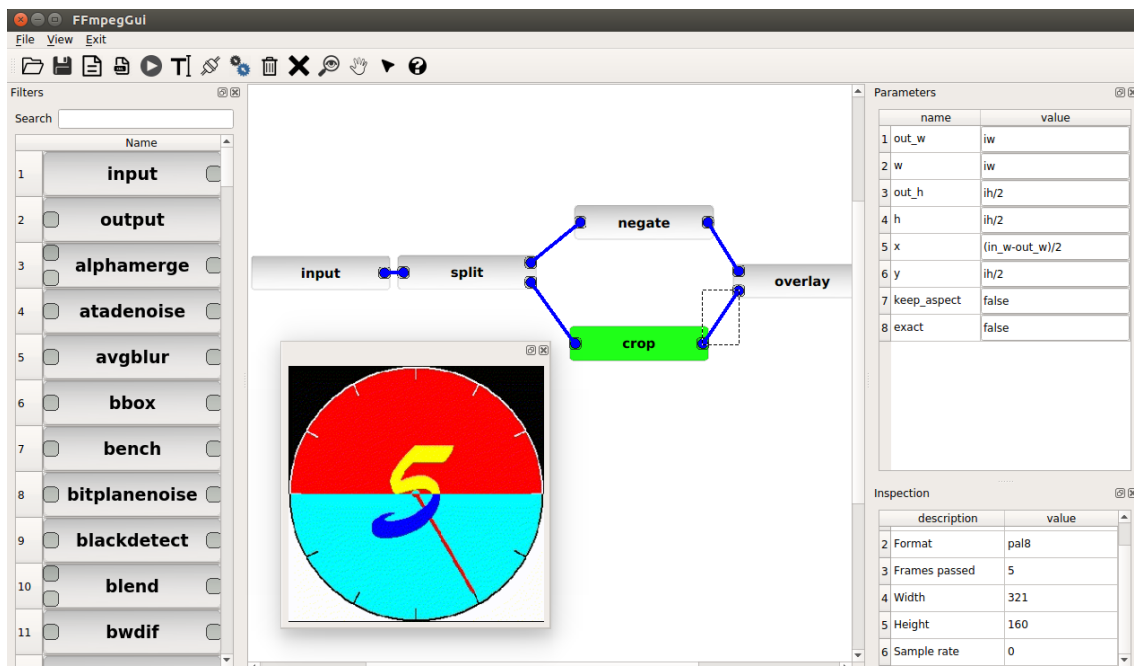 FFmpegGui
File View Exit
Filters
Search
Name
1 input
2 output
3 alphamerge
4 atadenoise
5 avgblur
6 bbox
7 bench
8 bitplanenoise
9 blackdetect
10 blend
11 bwdif
input
split
negate
crop
overlay
5
Parameters
name value
1 out_w iw
2 w iw
3 out_h ih/2
4 h ih/2
5 x (in_w-out_w)/2
6 y ih/2
7 keep_aspect false
8 exact false
Inspection
description value
2 Format pal8
3 Frames passed 5
4 Width 321
5 Height 160
6 Sample rate 0